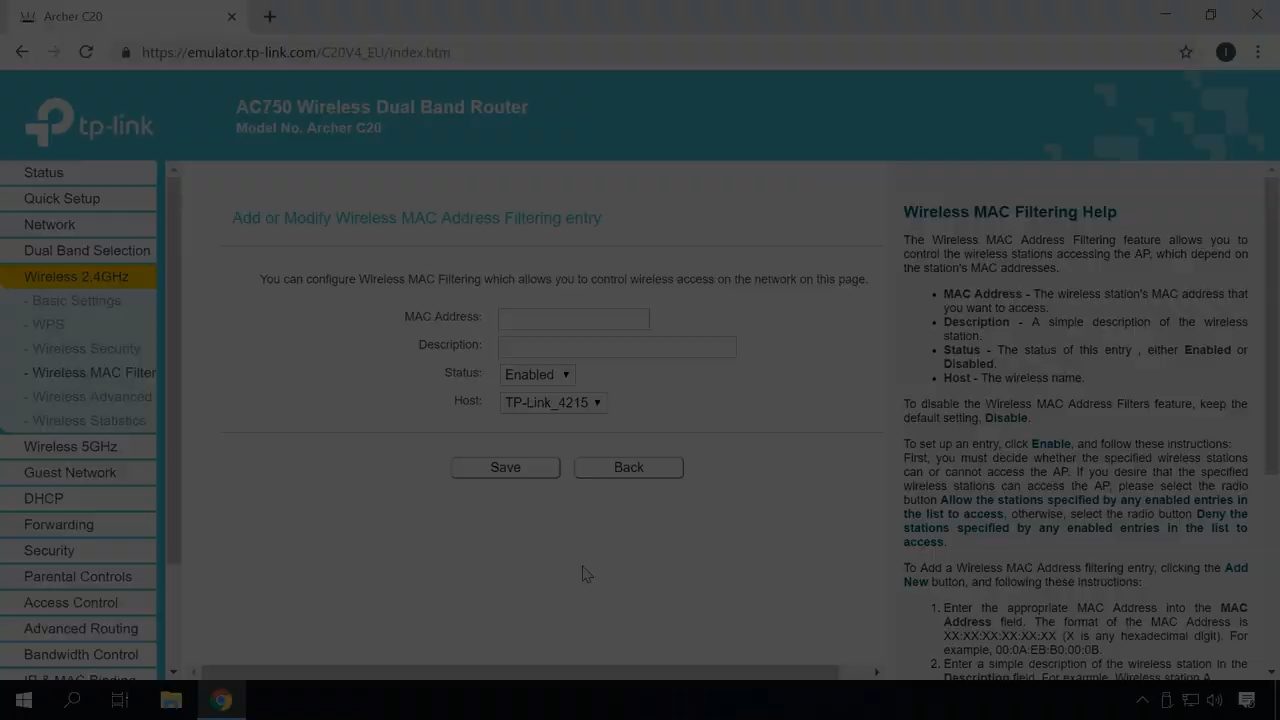 Archer C20
https://emulator.tp-link.com/C20V4_EU/index.htm
I
tp-link
AC750 Wireless Dual Band Router
Model No. Archer C20
Status
Quick Setup
Network
Dual Band Selection
Wireless 2.4GHz
- Basic Settings
- WPS
- Wireless Security
- Wireless MAC Filter
- Wireless Advanced
- Wireless Statistics
Wireless 5GHz
Guest Network
DHCP
Forwarding
Security
Parental Controls
Access Control
Advanced Routing
Bandwidth Control
IP & MAC Binding
Add or Modify Wireless MAC Address Filtering entry
You can configure Wireless MAC Filtering which allows you to control wireless access on the network on this page.
MAC Address:
Description:
Status: Enabled
Host: TP-Link_4215
Save Back
Wireless MAC Filtering Help
The Wireless MAC Address Filtering feature allows you to
control the wireless stations accessing the AP, which depend on
the station's MAC addresses.
• MAC Address - The wireless station's MAC address that
you want to access.
• Description - A simple description of the wireless
station.
• Status - The status of this entry , either Enabled or
Disabled.
• Host - The wireless name.
To disable the Wireless MAC Address Filters feature, keep the
default setting, Disable.
To set up an entry, click Enable, and follow these instructions:
First, you must decide whether the specified wireless stations
can or cannot access the AP. If you desire that the specified
wireless stations can access the AP, please select the radio
button Allow the stations specified by any enabled entries in
the list to access, otherwise, select the radio button Deny the
stations specified by any enabled entries in the list to
access.
To Add a Wireless MAC Address filtering entry, clicking the Add
New button, and following these instructions:
1. Enter the appropriate MAC Address into the MAC
Address field. The format of the MAC Address is
XX:XX:XX:XX:XX:XX (X is any hexadecimal digit). For
example, 00:0A:EB:B0:00:0B.
2. Enter a simple description of the wireless station in the
Description field. For example, Wireless station A.